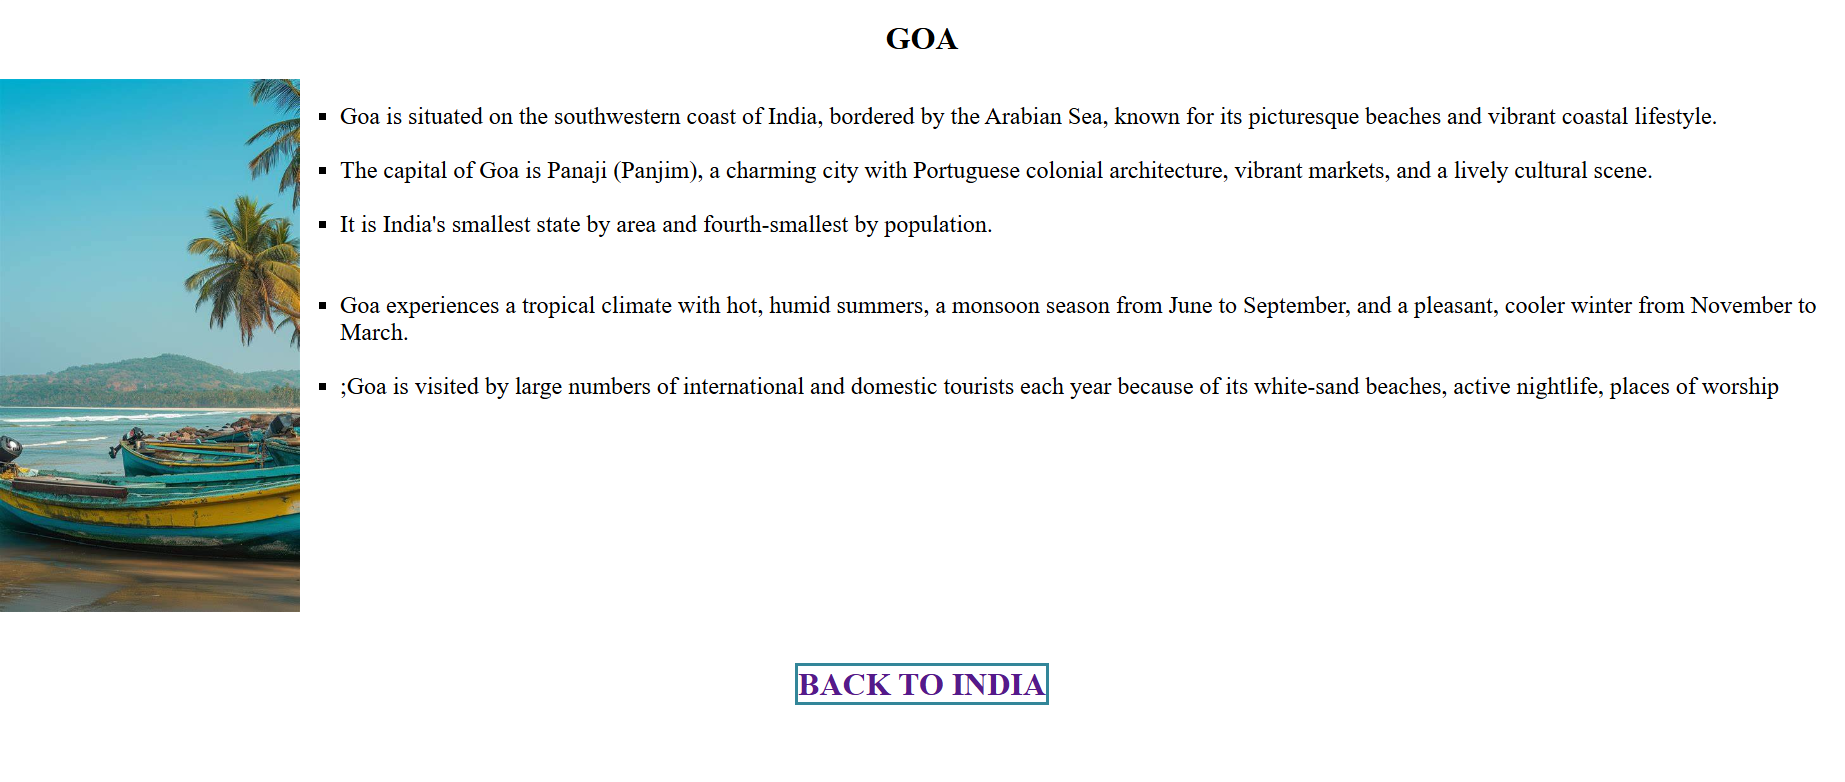 GOA
Goa is situated on the southwestern coast of India, bordered by the Arabian Sea, known for its picturesque beaches and vibrant coastal lifestyle.
The capital of Goa is Panaji (Panjim), a charming city with Portuguese colonial architecture, vibrant markets, and a lively cultural scene.
It is India's smallest state by area and fourth-smallest by population.
Goa experiences a tropical climate with hot, humid summers, a monsoon season from June to September, and a pleasant, cooler winter from November to
March.
;Goa is visited by large numbers of international and domestic tourists each year because of its white-sand beaches, active nightlife, places of worship
BACK TO INDIA